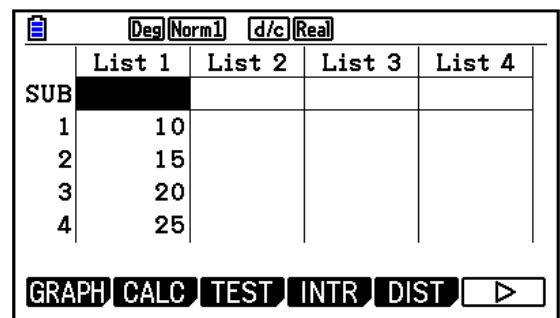 Deg Norm1 d/c Real
List 1 List 2 List 3 List 4
SUB
1 10
2 15
3 20
4 25
GRAPH CALC TEST INTR DIST ▷